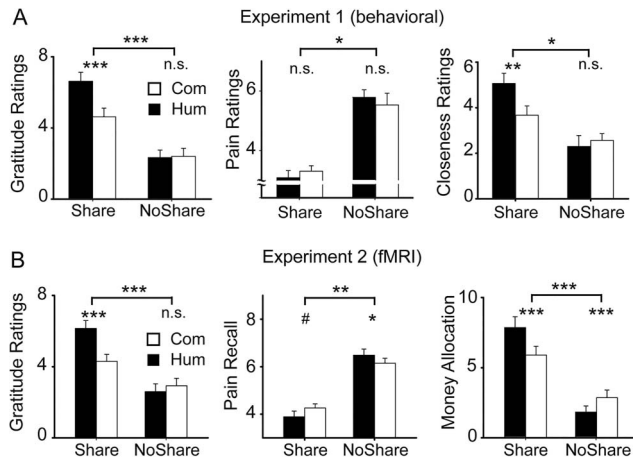 A
Experiment 1 (behavioral)
Gratitude Ratings
8
4
0
***
***
n.s.
Com
Hum
Share NoShare
Pain Ratings
6
4
*
n.s. n.s.
Share NoShare
Closeness Ratings
6
4
2
0
*
**
n.s.
Share NoShare
B
Experiment 2 (fMRI)
Gratitude Ratings
8
4
0
***
***
n.s.
Com
Hum
Share NoShare
Pain Recall
8
6
4
**
# *
Share NoShare
Money Allocation
10
5
0
***
*** ***
Share NoShare